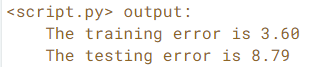 <script.py> output:
The training error is 3.60
The testing error is 8.79